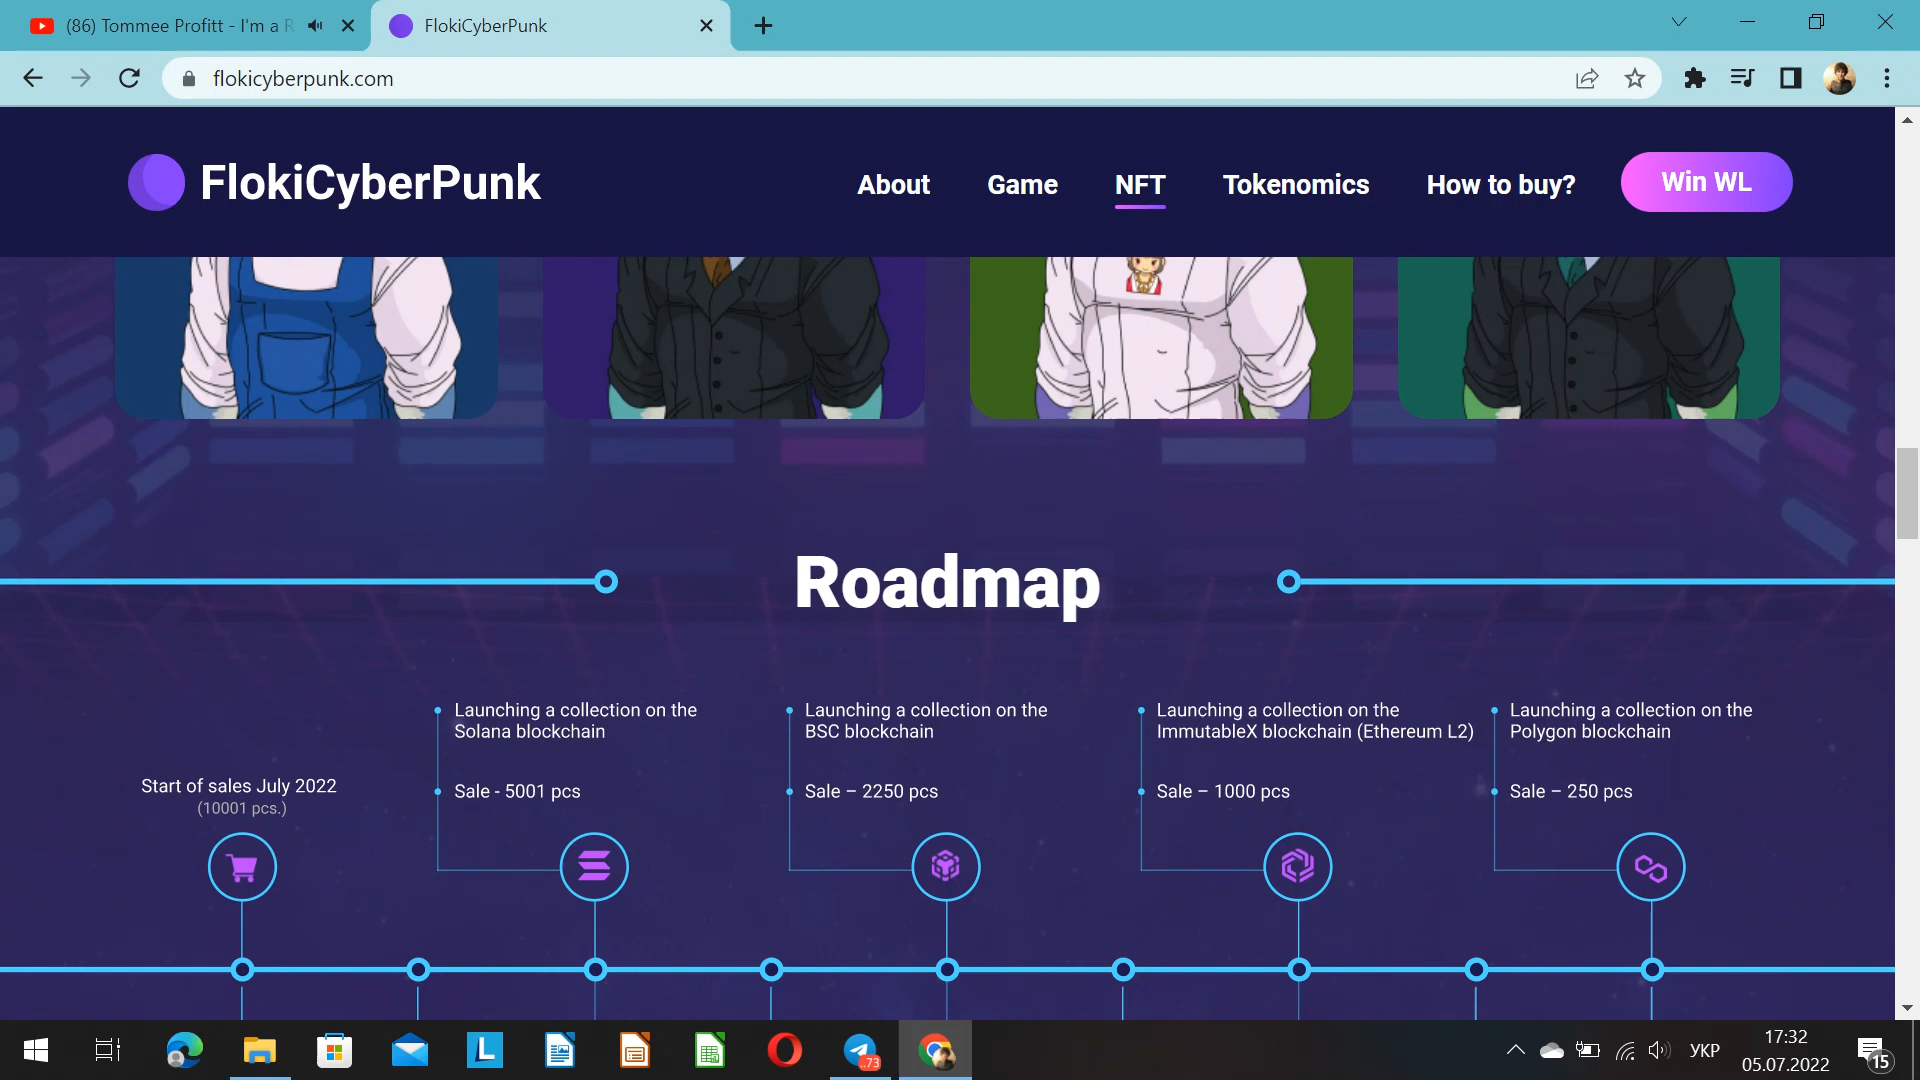 (86) Tommee Profitt - I'm a R
FlokiCyberPunk
flokicyberpunk.com
FlokiCyberPunk
About
Game
NFT
Tokenomics
How to buy?
Win WL
Roadmap
Start of sales July 2022
(10001 pcs.)
Launching a collection on the
Solana blockchain
Sale - 5001 pcs
Launching a collection on the
BSC blockchain
Sale – 2250 pcs
Launching a collection on the
ImmutableX blockchain (Ethereum L2)
Sale – 1000 pcs
Launching a collection on the
Polygon blockchain
Sale – 250 pcs
L
..73
УКР
17:32
05.07.2022
15